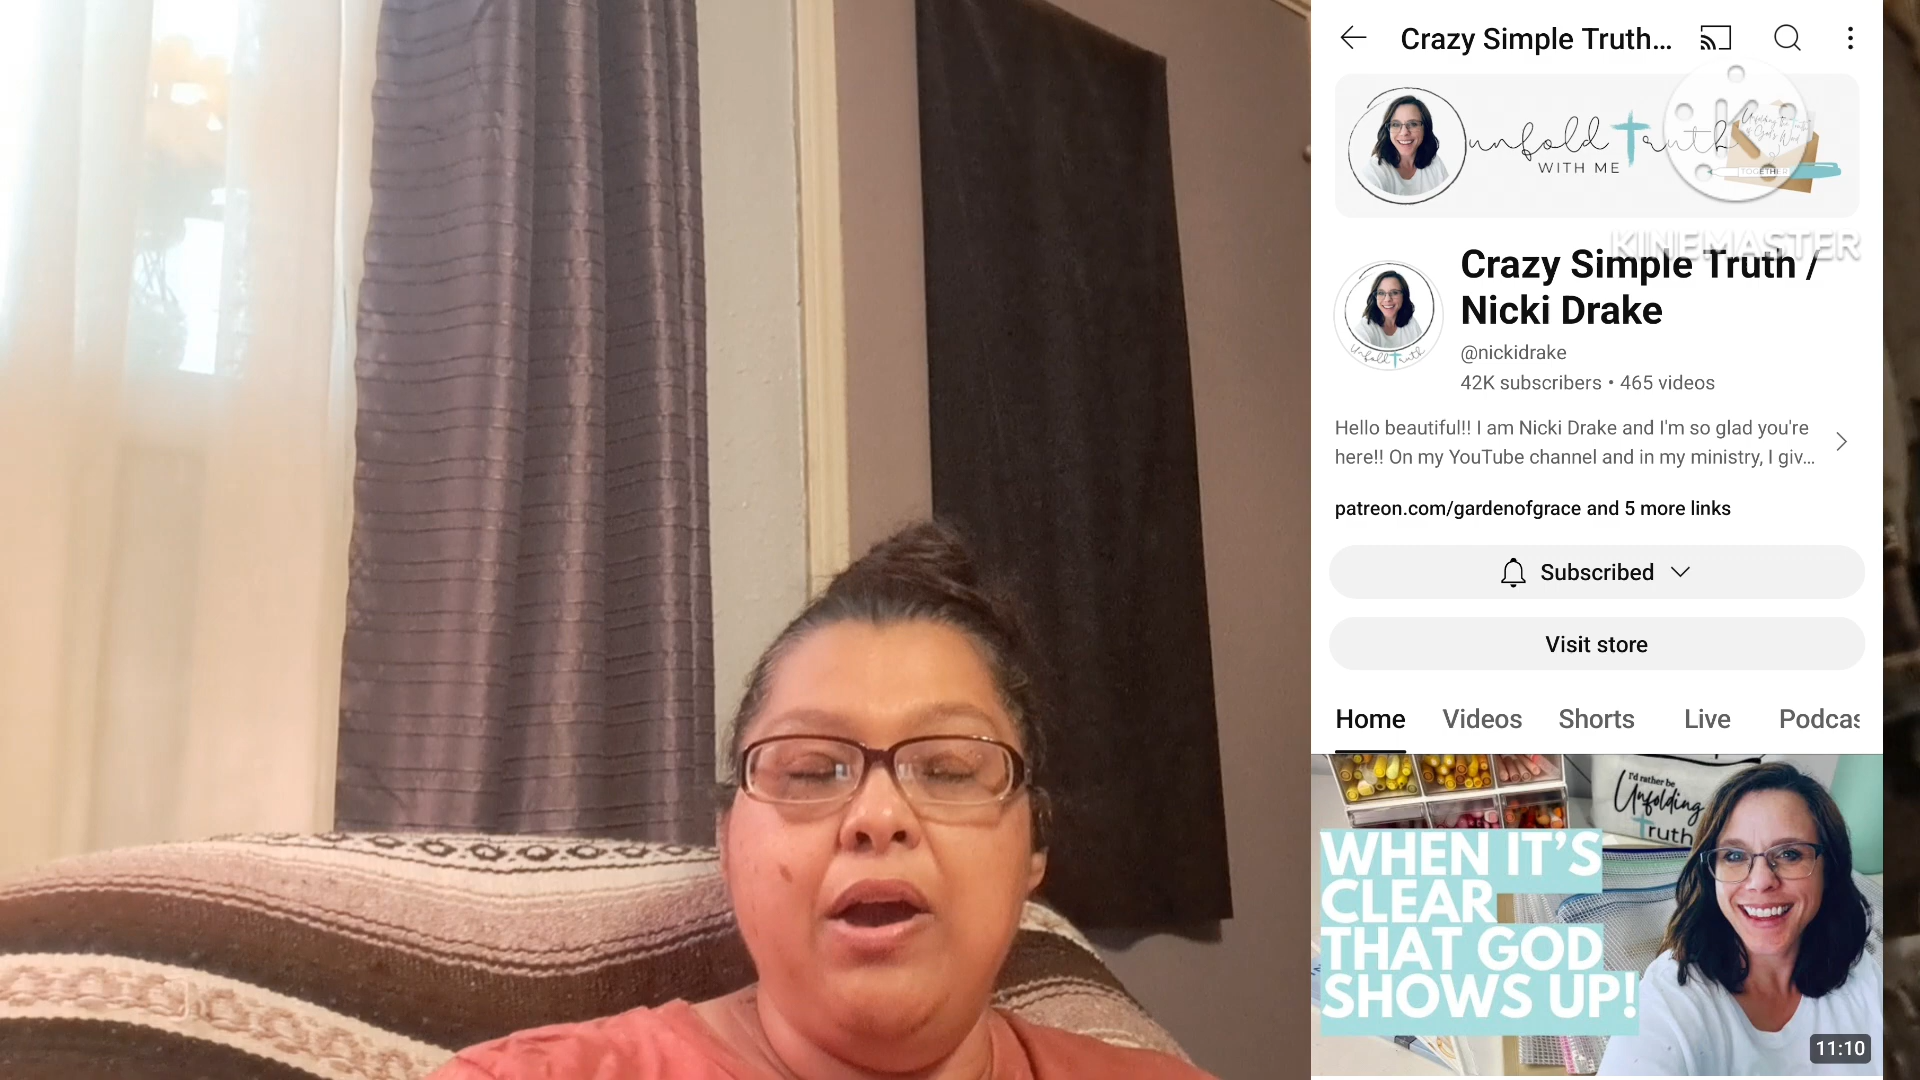 Crazy Simple Truth...
unfold Truth
WITH ME
TOGETHER
KINEMASTER
Crazy Simple Truth /
Nicki Drake
@nickidrake
42K subscribers • 465 videos
Hello beautiful!! I am Nicki Drake and I'm so glad you're
here!! On my YouTube channel and in my ministry, I giv...
patreon.com/gardenofgrace and 5 more links
Subscribed
Visit store
Home Videos Shorts Live Podcas
I'd rather be
Unfolding
Truth
WHEN IT'S
CLEAR
THAT GOD
SHOWS UP!
11:10